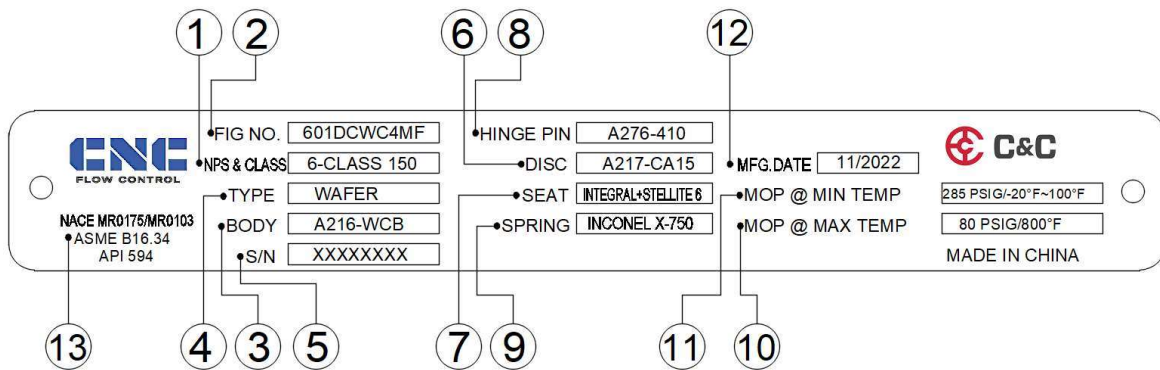 1 2 6 8 12
CNC
FLOW CONTROL
NACE MR0175/MR0103
ASME B16.34
API 594
FIG NO. 601DCWC4MF
NPS & CLASS 6-CLASS 150
TYPE WAFER
BODY A216-WCB
S/N XXXXXXXX
HINGE PIN A276-410
DISC A217-CA15
SEAT INTEGRAL+STELLITE 6
SPRING INCONEL X-750
C&C
MFG.DATE 11/2022
MOP @ MIN TEMP 285 PSIG/-20°F~100°F
MOP @ MAX TEMP 80 PSIG/800°F
MADE IN CHINA
13 4 3 5 7 9 11 10